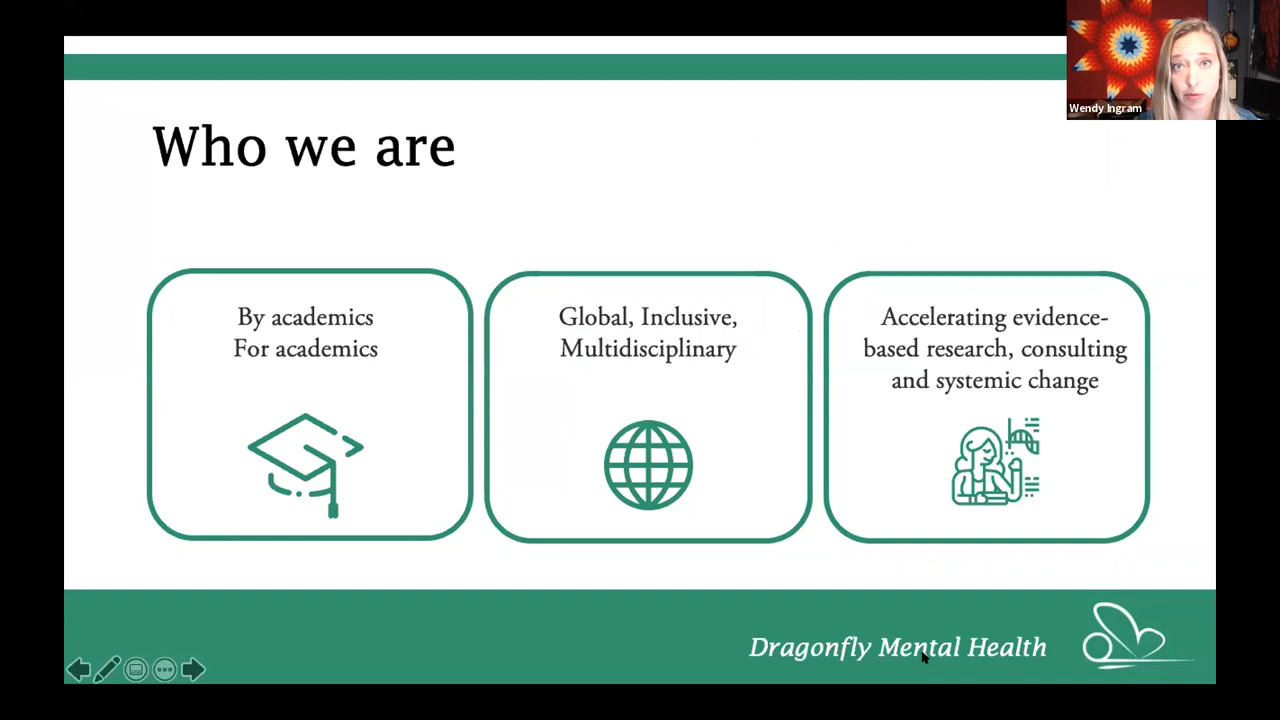 Wendy Ingram
Who we are
By academics
For academics
Global, Inclusive,
Multidisciplinary
Accelerating evidence-
based research, consulting
and systemic change
Dragonfly Mental Health